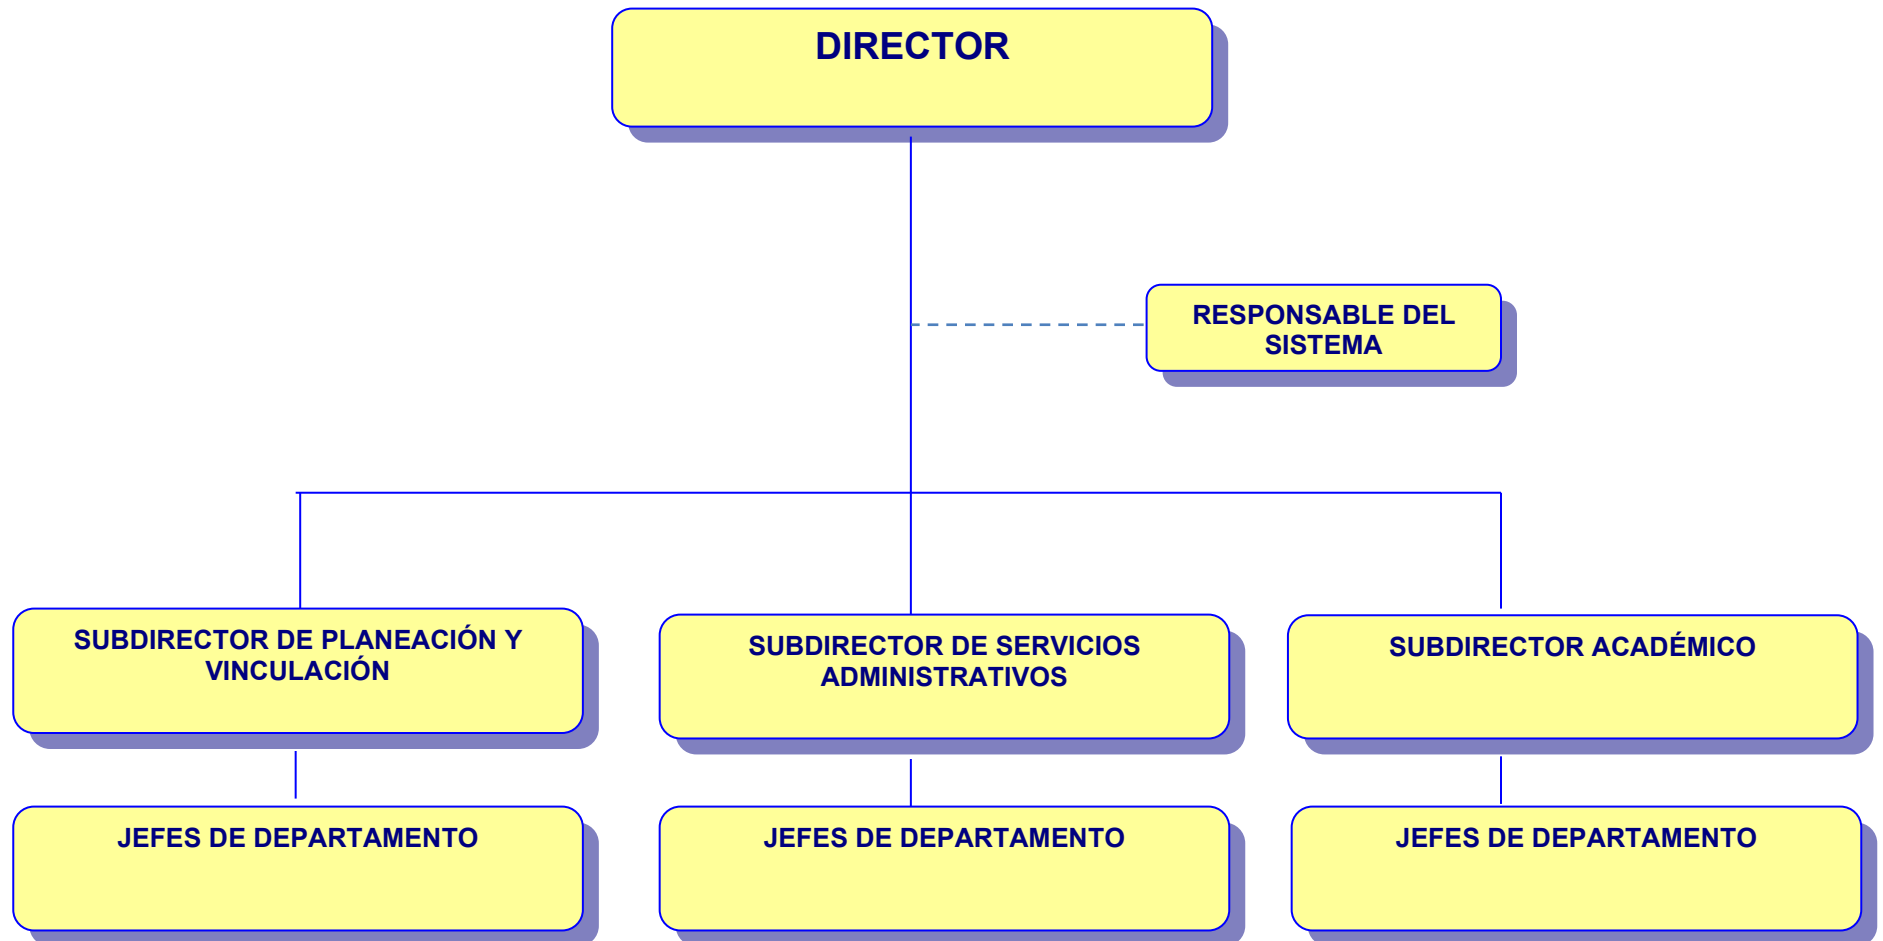 DIRECTOR
RESPONSABLE DEL
SISTEMA
SUBDIRECTOR DE PLANEACIÓN Y
VINCULACIÓN
SUBDIRECTOR DE SERVICIOS
ADMINISTRATIVOS
SUBDIRECTOR ACADÉMICO
JEFES DE DEPARTAMENTO
JEFES DE DEPARTAMENTO
JEFES DE DEPARTAMENTO